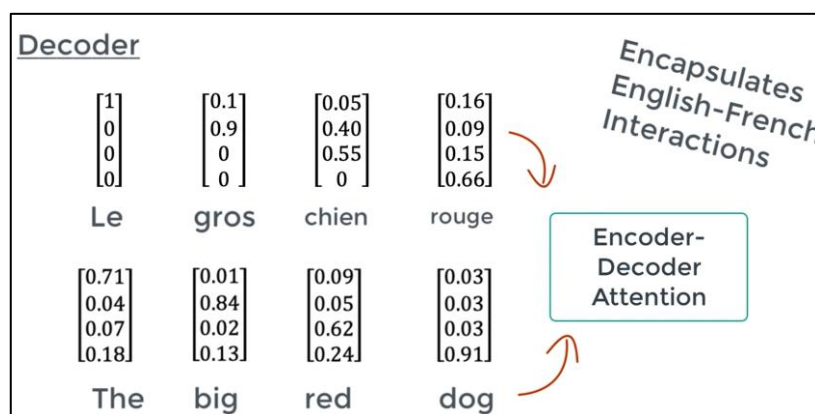 Decoder
Encapsulates
English-French
Interactions
[1] [0.1] [0.05] [0.16]
0 0.9 0.40 0.09
0 0 0.55 0.15
[0] [0] [0] [0.66]
Le gros chien rouge
Encoder-
Decoder
Attention
[0.71] [0.01] [0.09] [0.03]
0.04 0.84 0.05 0.03
0.07 0.02 0.62 0.03
[0.18] [0.13] [0.24] [0.91]
The big red dog